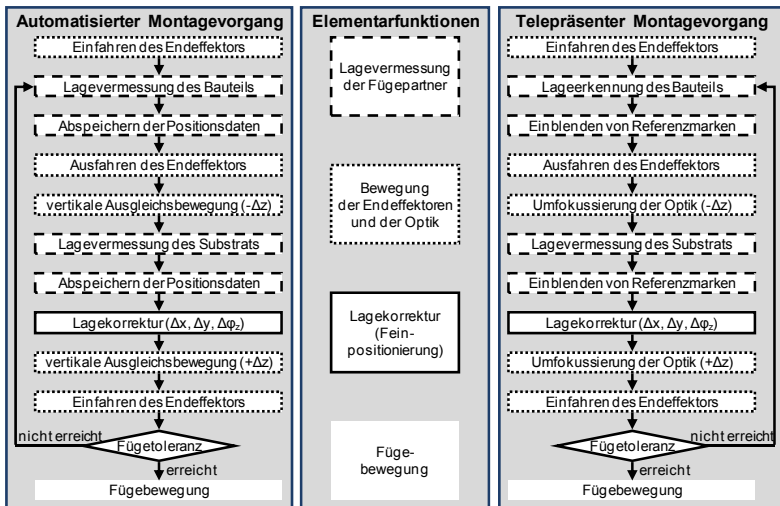 Automatisierter Montagevorgang
Einfahren des Endeffektors
Lagevermessung des Bauteils
Abspeichern der Positionsdaten
Ausfahren des Endeffektors
vertikale Ausgleichsbewegung (-Δz)
Lagevermessung des Substrats
Abspeichern der Positionsdaten
Lagekorrektur (Δx, Δy, Δφz)
vertikale Ausgleichsbewegung (+Δz)
Einfahren des Endeffektors
nicht erreicht
Fügetoleranz
erreicht
Fügebewegung
Elementarfunktionen
Lagevermessung
der Fügepartner
Bewegung
der Endeffektoren
und der Optik
Lagekorrektur
(Fein-
positionierung)
Füge-
bewegung
Telepräsenter Montagevorgang
Einfahren des Endeffektors
Lageerkennung des Bauteils
Einblenden von Referenzmarken
Ausfahren des Endeffektors
Umfokussierung der Optik (-Δz)
Lagevermessung des Substrats
Einblenden von Referenzmarken
Lagekorrektur (Δx, Δy, Δφz)
Umfokussierung der Optik (+Δz)
Einfahren des Endeffektors
nicht erreicht
Fügetoleranz
erreicht
Fügebewegung